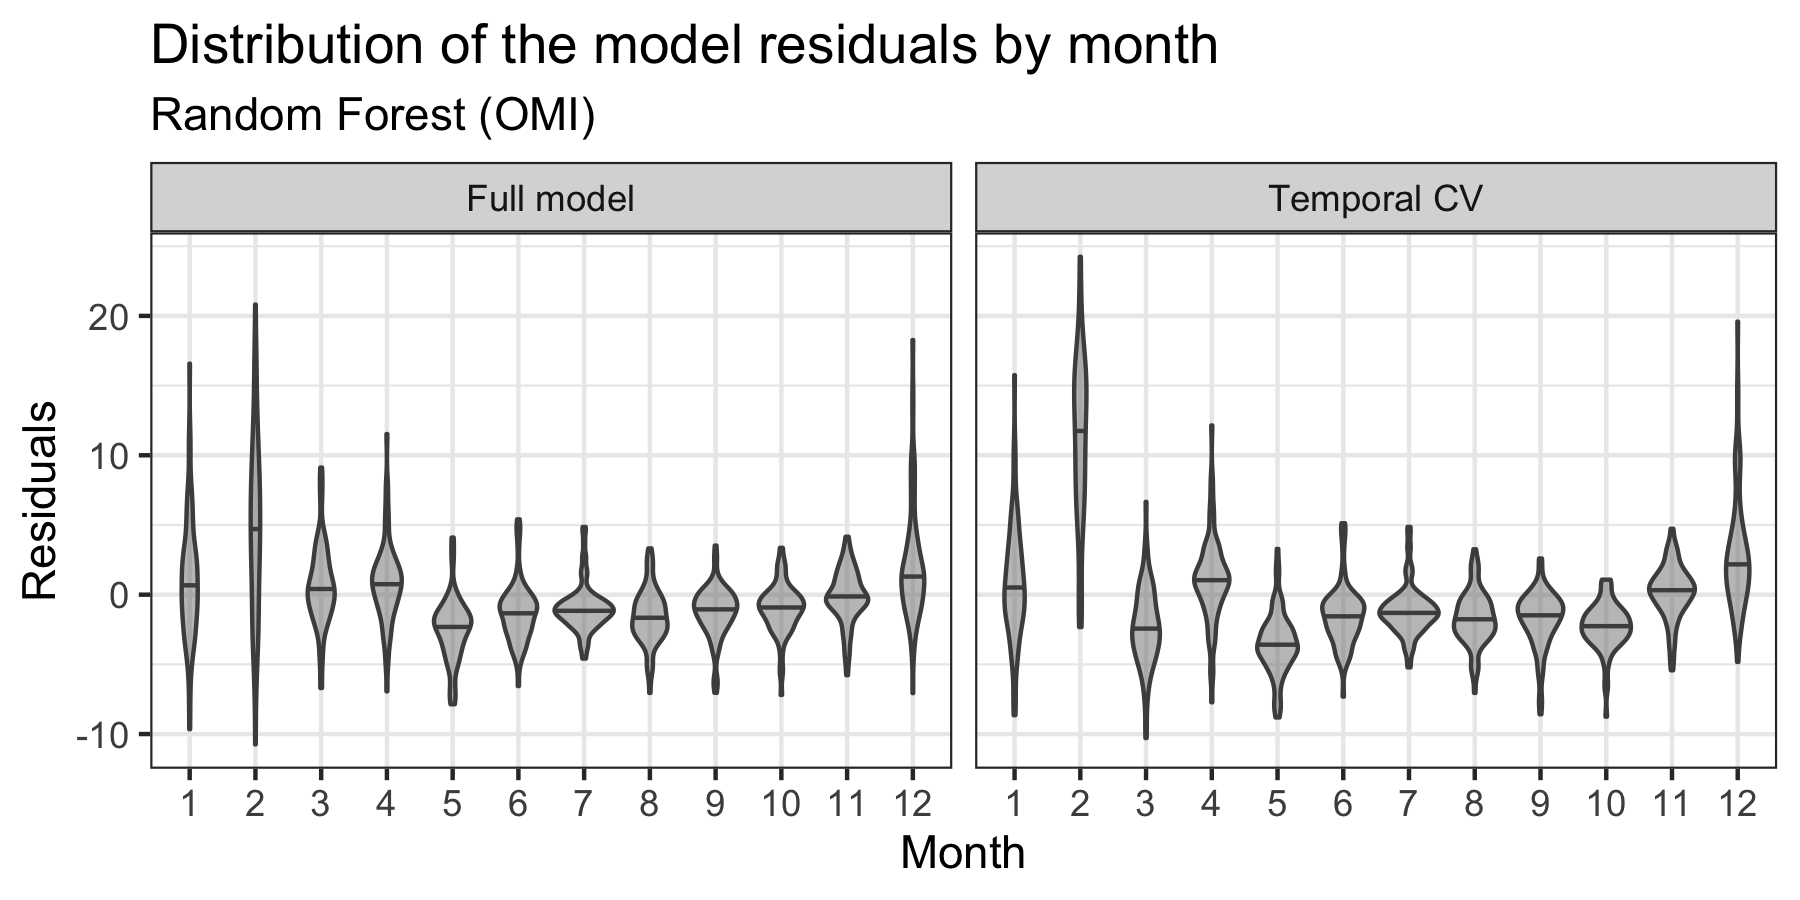 Distribution of the model residuals by month
Random Forest (OMI)
Full model Temporal CV
Residuals
20
10
0
-10
1 2 3 4 5 6 7 8 9 10 11 12 1 2 3 4 5 6 7 8 9 10 11 12
Month